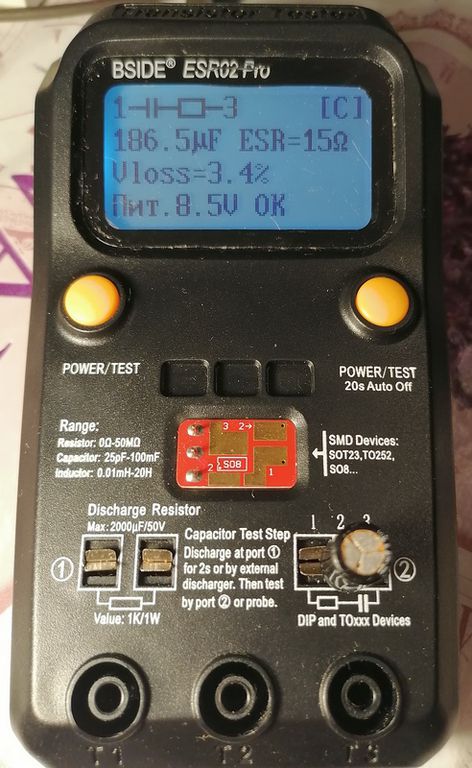 Transistor Tester
BSIDE® ESR02 Pro
1 3 [C]
186.5µF ESR=15Ω
Vloss=3.4%
Пит.8.5V OK
POWER/TEST
POWER/TEST
20s Auto Off
Range:
Resistor: 0Ω-50MΩ
Capacitor: 25pF-100mF
Inductor: 0.01mH-20H
3 2→
SO8
2 1
SMD Devices:
SOT23,TO252,
SO8...
Discharge Resistor
Max: 2000µF/50V
①
Value: 1K/1W
Capacitor Test Step
Discharge at port ①
for 2s or by external
discharger. Then test
by port ② or probe.
1 2 3
②
DIP and TOxxx Devices
T1 T2 T3